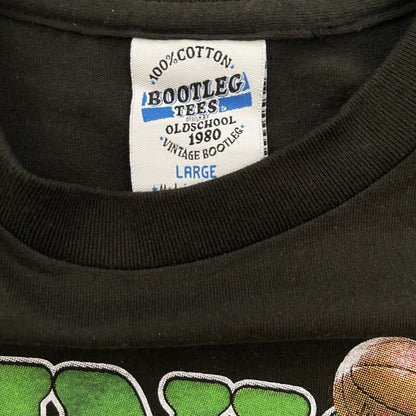 100% COTTON
BOOTLEG
TEES
OLDSCHOOL
1980
VINTAGE BOOTLEG
LARGE